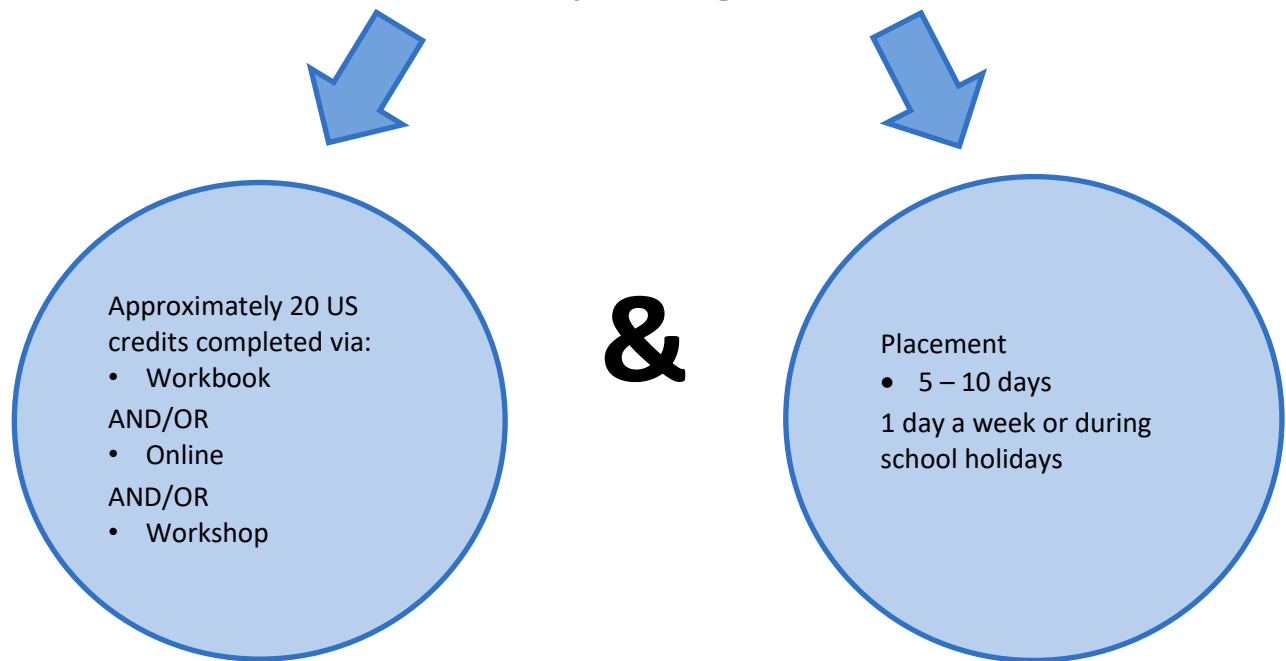 Approximately 20 US
credits completed via:
• Workbook
AND/OR
• Online
AND/OR
• Workshop
&
Placement
• 5 – 10 days
1 day a week or during
school holidays